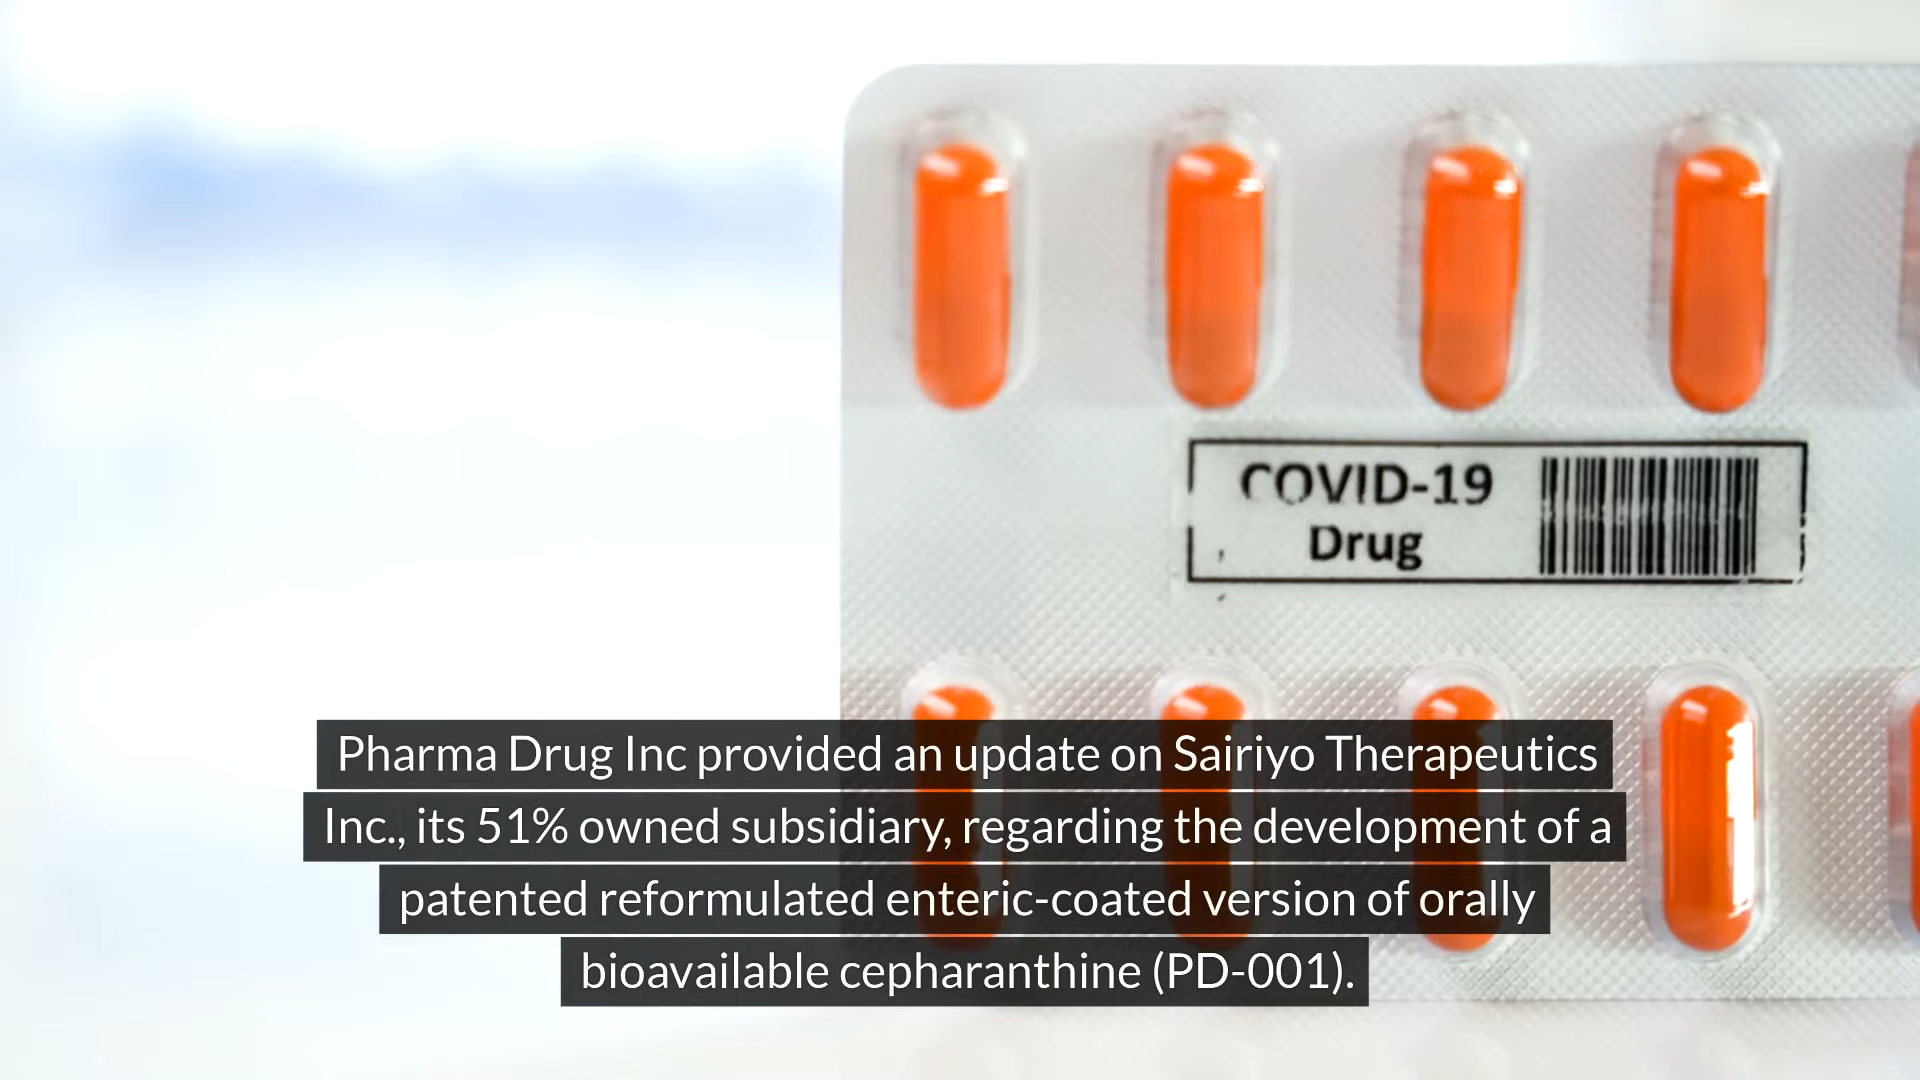 COVID-19
Drug
Pharma Drug Inc provided an update on Sairiyo Therapeutics
Inc., its 51% owned subsidiary, regarding the development of a
patented reformulated enteric-coated version of orally
bioavailable cepharanthine (PD-001).